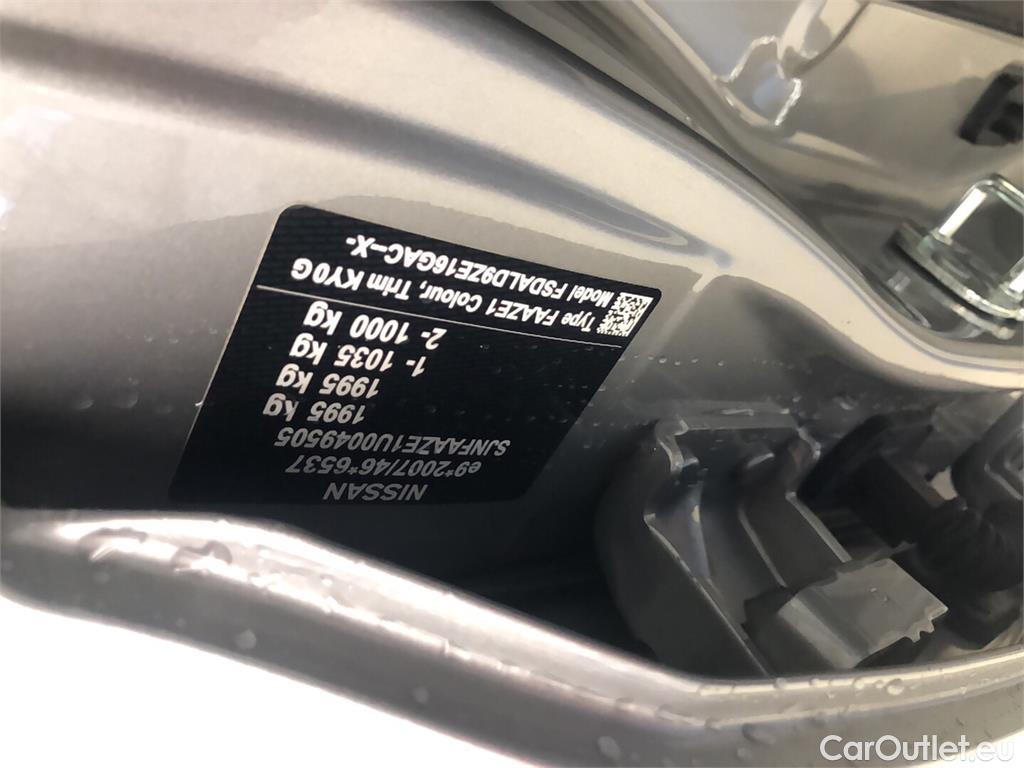 NISSAN
e9*2007/46*6537
SJNFAAZE1U0049505
1995 kg
1995 kg
1- 1035 kg
2- 1000 kg
Type FAAZE1 Colour, Trim KY0G
Model FSDALD9ZE16GAC-X-
CarOutlet.eu